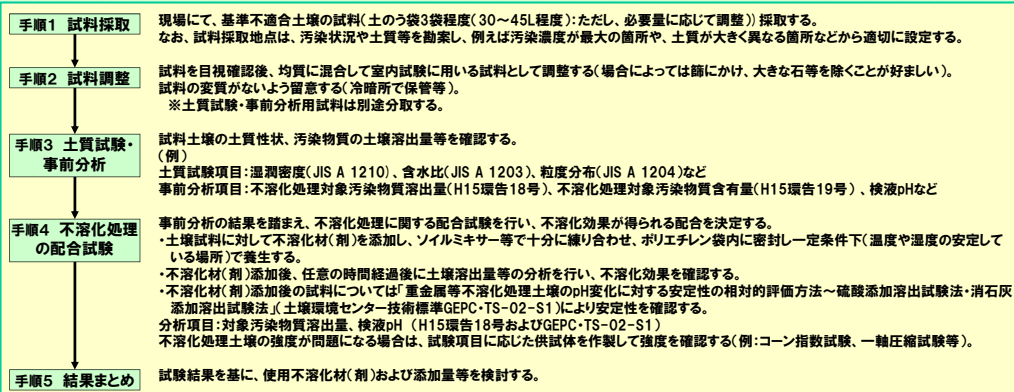 手順1 試料採取
現場にて、基準不適合土壌の試料(土のう袋3袋程度(30～45L程度):ただし、必要量に応じて調整))採取する。
なお、試料採取地点は、汚染状況や土質等を勘案し、例えば汚染濃度が最大の箇所や、土質が大きく異なる箇所などから適切に設定する。
手順2 試料調整
試料を目視確認後、均質に混合して室内試験に用いる試料として調整する(場合によっては篩にかけ、大きな石等を除くことが好ましい)。
試料の変質がないよう留意する(冷暗所で保管等)。
※土質試験・事前分析用試料は別途分取する。
手順3 土質試験・
事前分析
試料土壌の土質性状、汚染物質の土壌溶出量等を確認する。
(例)
土質試験項目:湿潤密度(JIS A 1210)、含水比(JIS A 1203)、粒度分布(JIS A 1204)など
事前分析項目:不溶化処理対象汚染物質溶出量(H15環告18号)、不溶化処理対象汚染物質含有量(H15環告19号) 、検液pHなど
手順4 不溶化処理
の配合試験
事前分析の結果を踏まえ、不溶化処理に関する配合試験を行い、不溶化効果が得られる配合を決定する。
・土壌試料に対して不溶化材(剤)を添加し、ソイルミキサー等で十分に練り合わせ、ポリエチレン袋内に密封し一定条件下(温度や湿度の安定して
いる場所)で養生する。
・不溶化材(剤)添加後、任意の時間経過後に土壌溶出量等の分析を行い、不溶化効果を確認する。
・不溶化材(剤)添加後の試料については「重金属等不溶化処理土壌のpH変化に対する安定性の相対的評価方法～硫酸添加溶出試験法・消石灰
添加溶出試験法」(土壌環境センター技術標準GEPC・TS-02-S1)により安定性を確認する。
分析項目:対象汚染物質溶出量、検液pH (H15環告18号およびGEPC・TS-02-S1)
不溶化処理土壌の強度が問題になる場合は、試験項目に応じた供試体を作製して強度を確認する(例:コーン指数試験、一軸圧縮試験等)。
手順5 結果まとめ
試験結果を基に、使用不溶化材(剤)および添加量等を検討する。